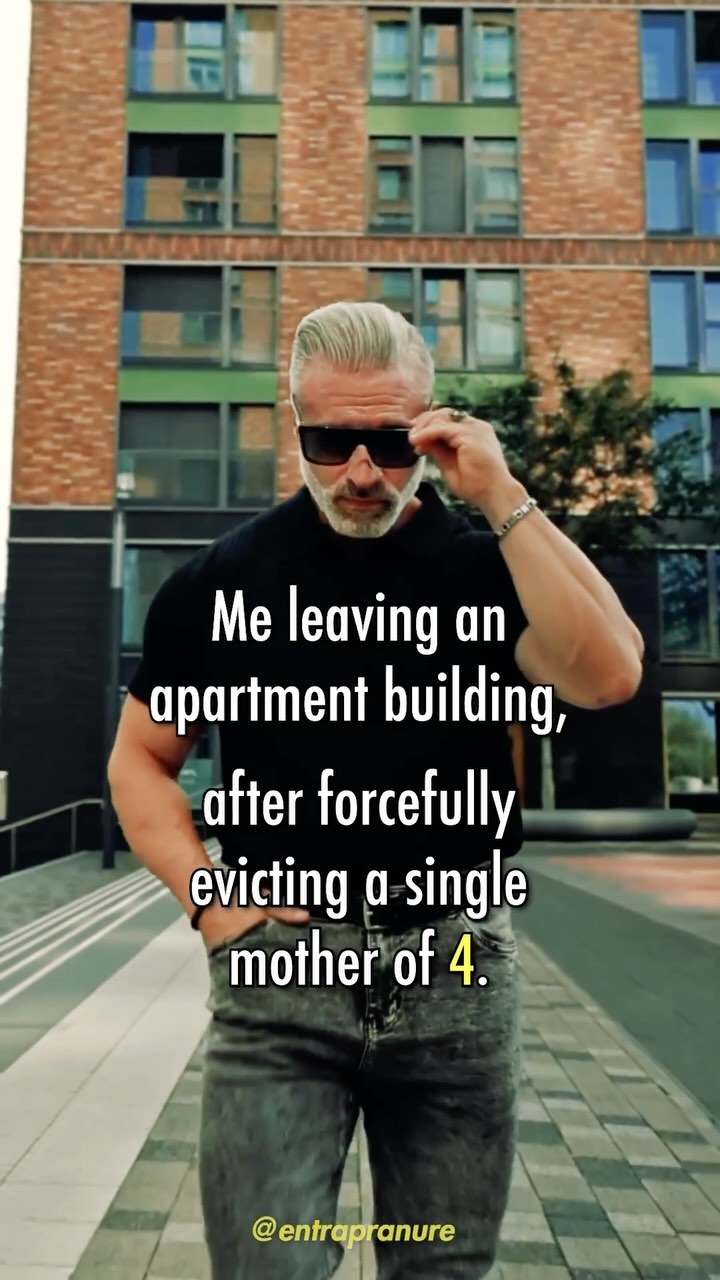 Me leaving an
apartment building,
after forcefully
evicting a single
mother of 4.
@entrapranure